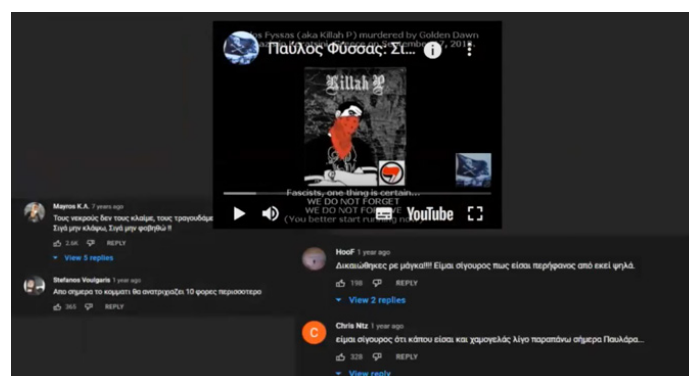 os Fyssas (aka Killah P) murdered by Golden Dawn
Παύλος Φύσσας: Σι...
Killah P
Fascists, one thing is certain...
WE DO NOT FORGET
WE DO NOT
(You better start
YouTube
Mayros K.Λ. 7 years ago
Τους νεκρούς δεν τους κλαίμε, τους τραγουδάμε
Σιγά μην κλάψω, Σιγά μην φοβηθώ !!
2.6K REPLY
View 5 replies
Stefanos Voulgaris 1 year ago
Απο σημερα το κομματι θα ανατριχιαζει 10 φορες περισσοτερο
365 REPLY
HooF 1 year ago
Δικαιώθηκες ρε μάγκα!!!! Είμαι σίγουρος πως είσαι περήφανος από εκεί ψηλά.
198 REPLY
View 2 replies
C
Chris Ntz 1 year ago
είμαι σίγουρος ότι κάπου είσαι και χαμογελάς λίγο παραπάνω σήμερα Παυλάρα...
328 REPLY
View reply